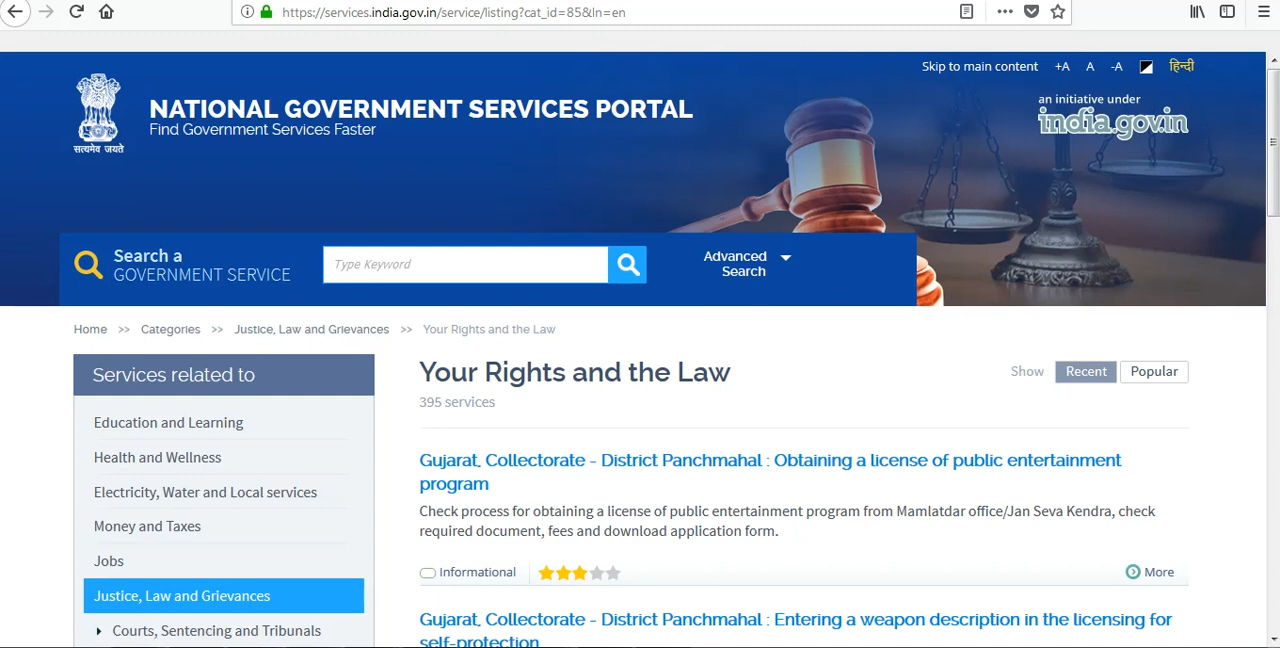 https://services.india.gov.in/service/listing?cat_id=85&ln=en
Skip to main content +A A -A हिन्दी
सत्यमेव जयते
NATIONAL GOVERNMENT SERVICES PORTAL
Find Government Services Faster
an initiative under
india.gov.in
Search a
GOVERNMENT SERVICE
Type Keyword
Advanced
Search
Home >> Categories >> Justice, Law and Grievances >> Your Rights and the Law
Services related to
Education and Learning
Health and Wellness
Electricity, Water and Local services
Money and Taxes
Jobs
Justice, Law and Grievances
Courts, Sentencing and Tribunals
Your Rights and the Law
395 services
Show Recent Popular
Gujarat, Collectorate - District Panchmahal : Obtaining a license of public entertainment
program
Check process for obtaining a license of public entertainment program from Mamlatdar office/Jan Seva Kendra, check
required document, fees and download application form.
Informational
More
Gujarat, Collectorate - District Panchmahal : Entering a weapon description in the licensing for
self-protection